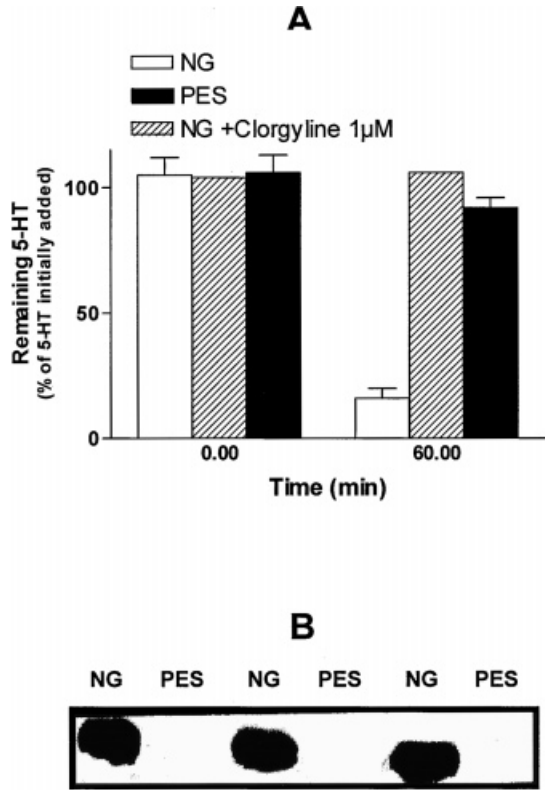 A
NG
PES
NG +Clorgyline 1µM
Remaining 5-HT
(% of 5-HT initially added)
100
50
0
0.00
60.00
Time (min)
B
NG PES NG PES NG PES